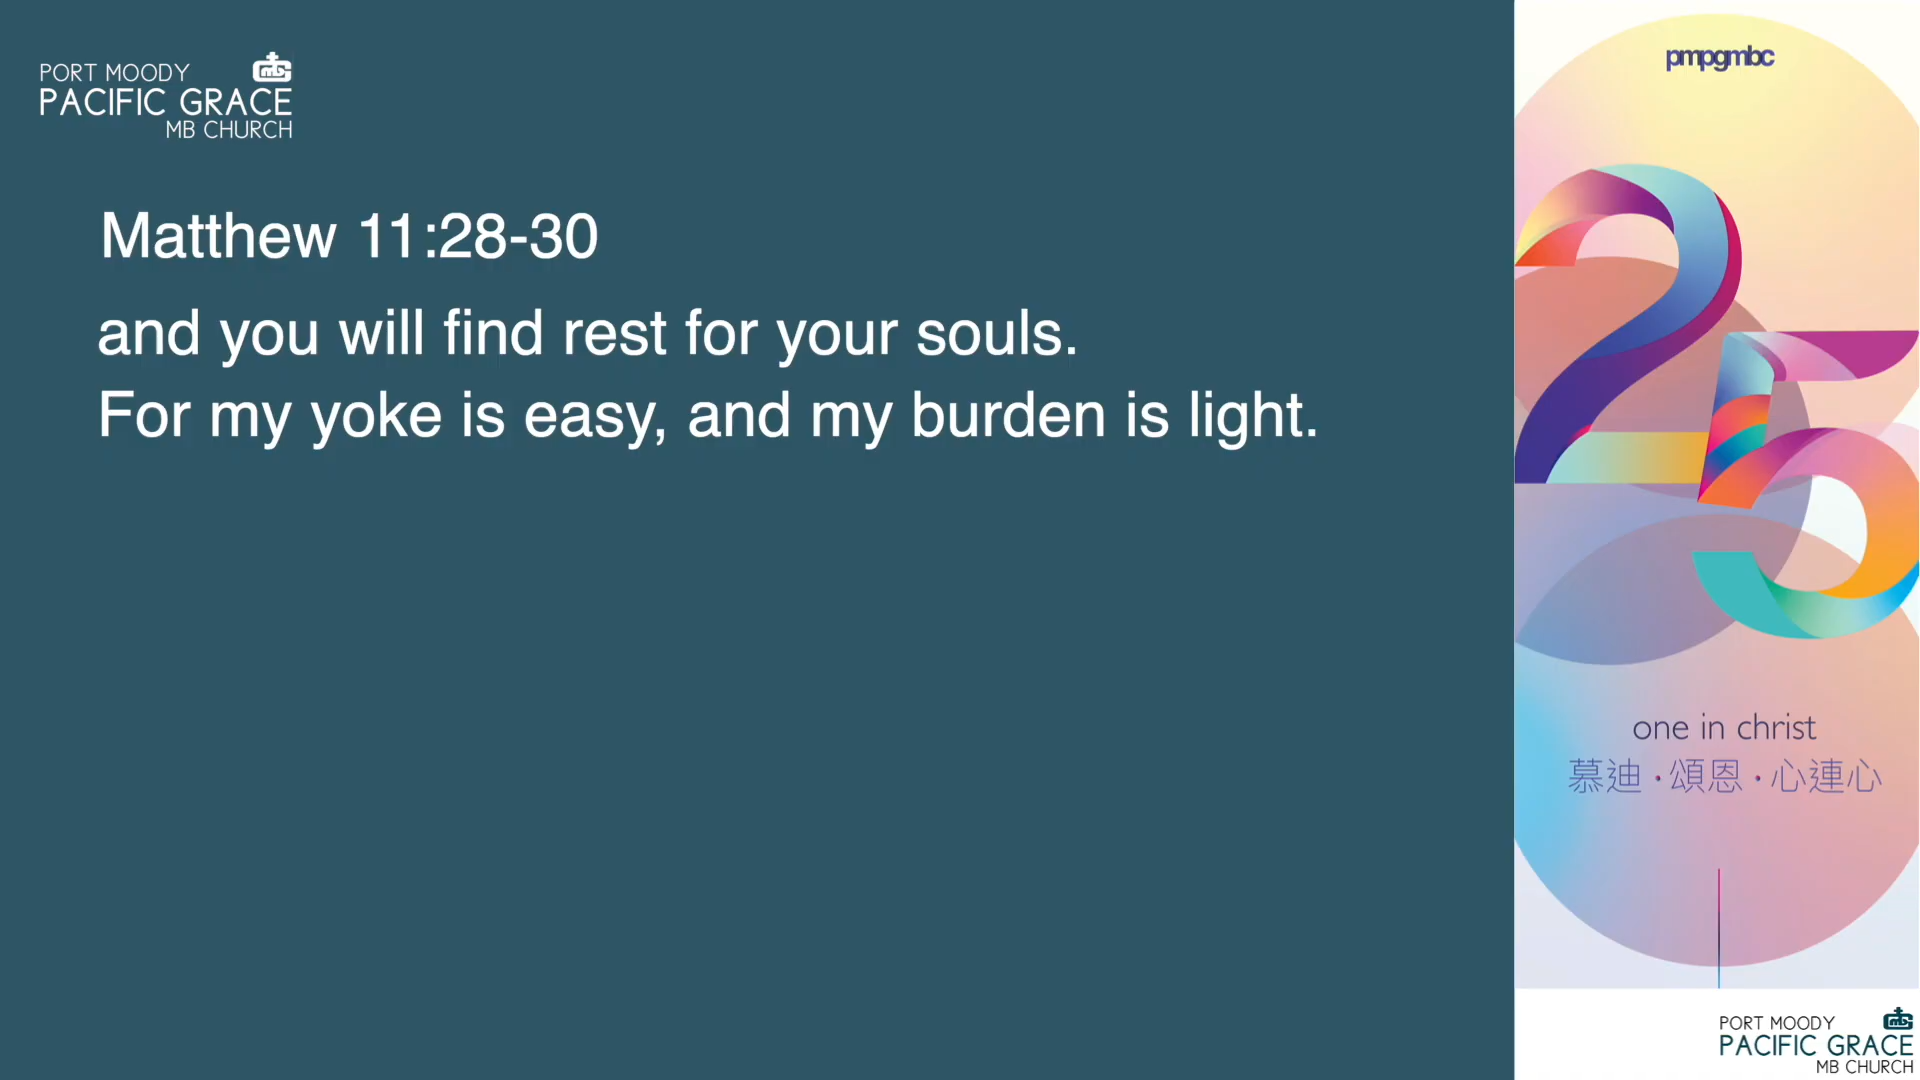 PORT MOODY
PACIFIC GRACE
MB CHURCH
Matthew 11:28-30
and you will find rest for your souls.
For my yoke is easy, and my burden is light.
pmpgmbc
25
one in christ
慕迪·頌恩·心連心
PORT MOODY
PACIFIC GRACE
MB CHURCH